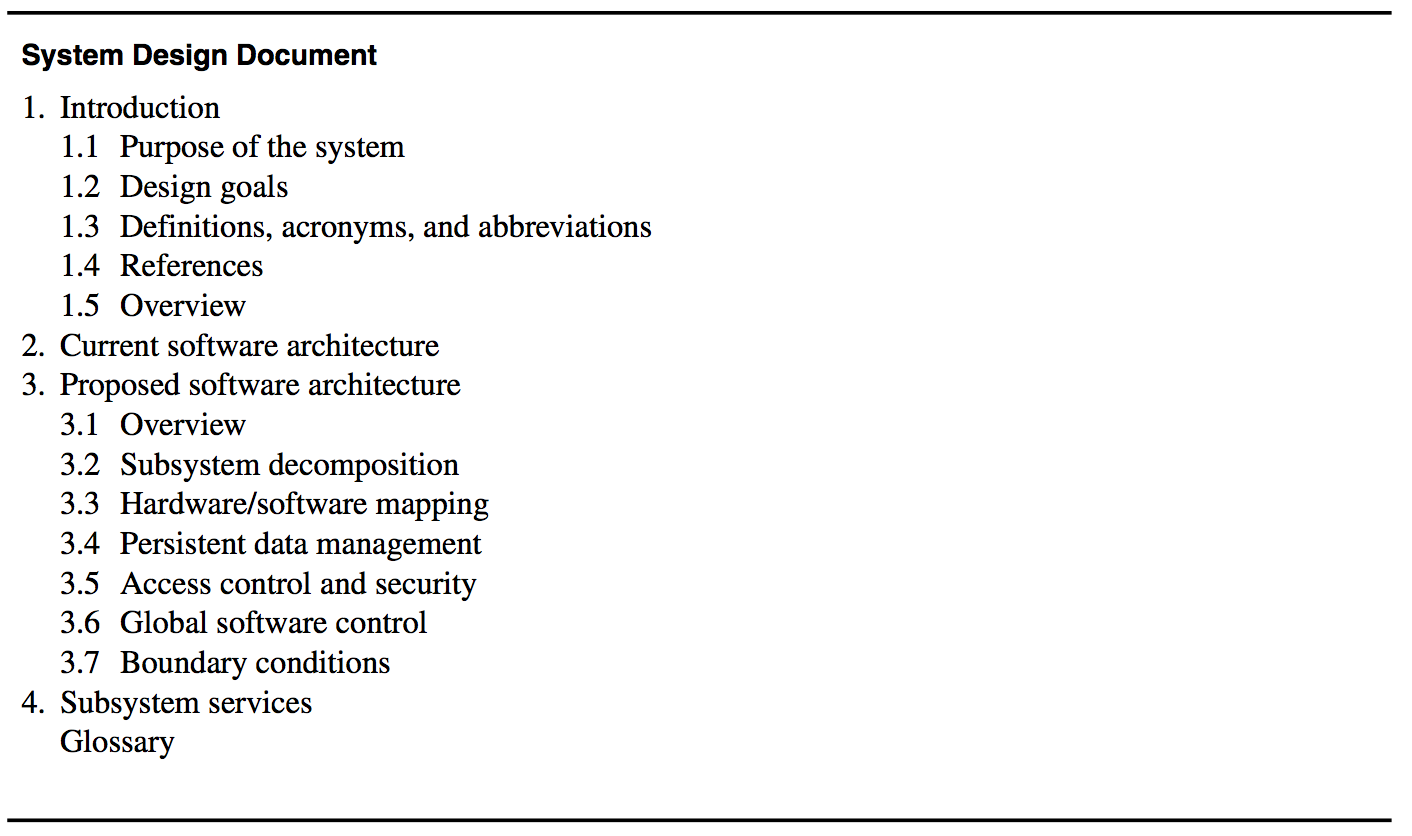 System Design Document
1. Introduction
1.1 Purpose of the system
1.2 Design goals
1.3 Definitions, acronyms, and abbreviations
1.4 References
1.5 Overview
2. Current software architecture
3. Proposed software architecture
3.1 Overview
3.2 Subsystem decomposition
3.3 Hardware/software mapping
3.4 Persistent data management
3.5 Access control and security
3.6 Global software control
3.7 Boundary conditions
4. Subsystem services
Glossary